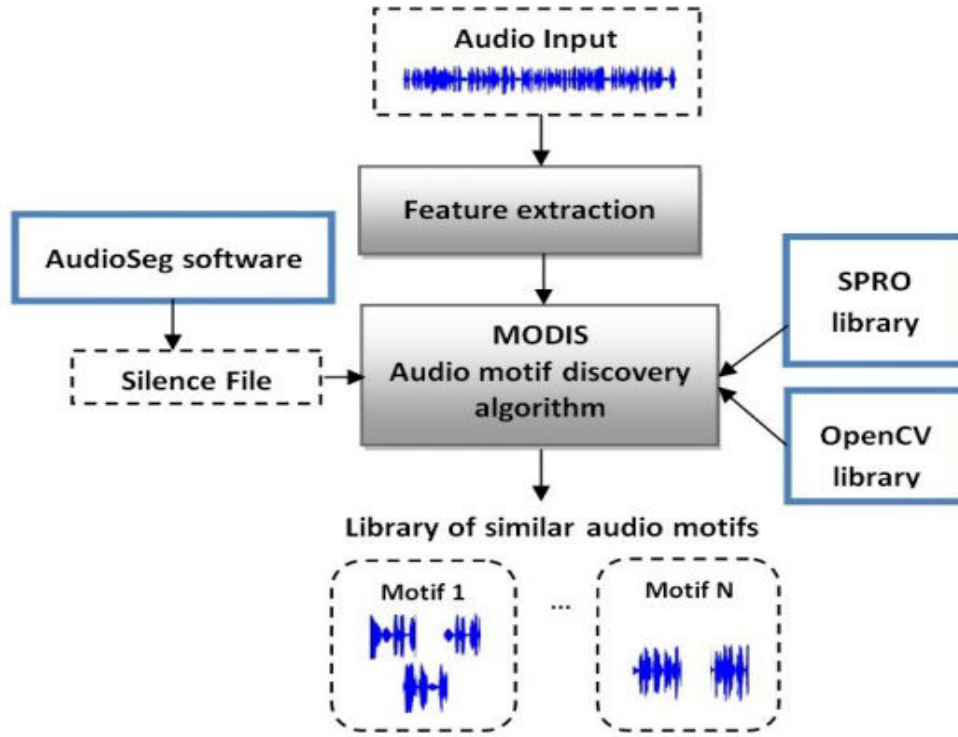 Audio Input
Feature extraction
AudioSeg software
SPRO
library
MODIS
Audio motif discovery
algorithm
Silence File
OpenCV
library
Library of similar audio motifs
Motif 1
...
Motif N